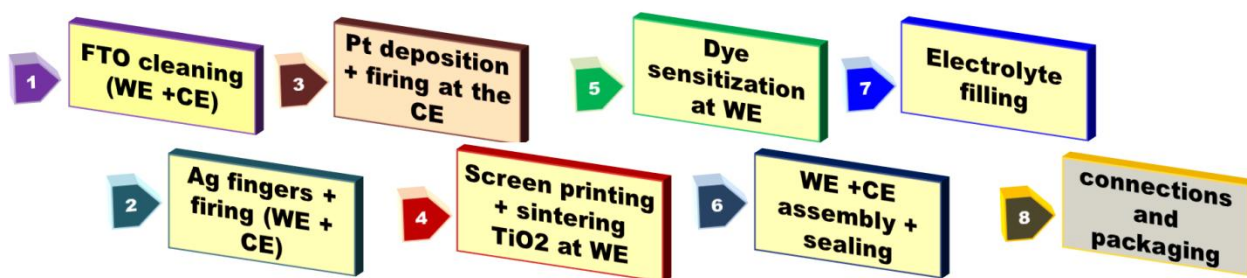 1
FTO cleaning
(WE +CE)
2
Ag fingers +
firing (WE +
CE)
3
Pt deposition
+ firing at the
CE
4
Screen printing
+ sintering
TiO2 at WE
5
Dye
sensitization
at WE
6
WE +CE
assembly +
sealing
7
Electrolyte
filling
8
connections
and
packaging